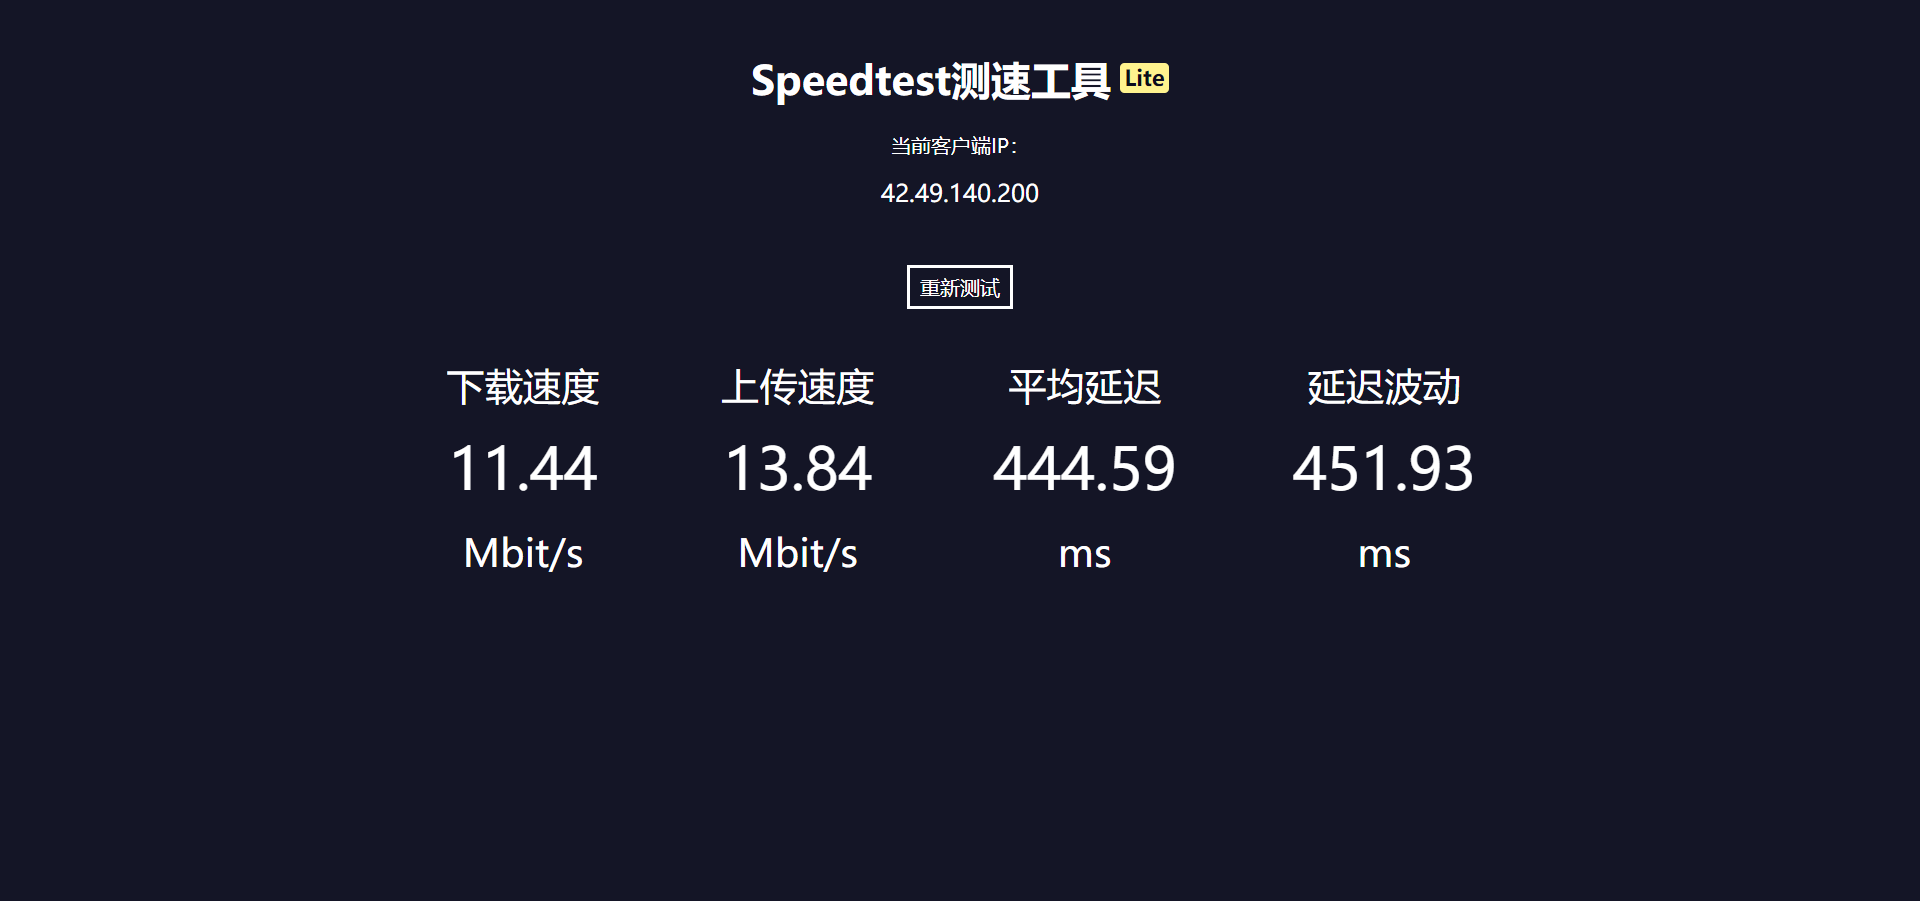 Speedtest测速工具 Lite
当前客户端IP：
42.49.140.200
重新测试
下载速度 上传速度 平均延迟 延迟波动
11.44 13.84 444.59 451.93
Mbit/s Mbit/s ms ms